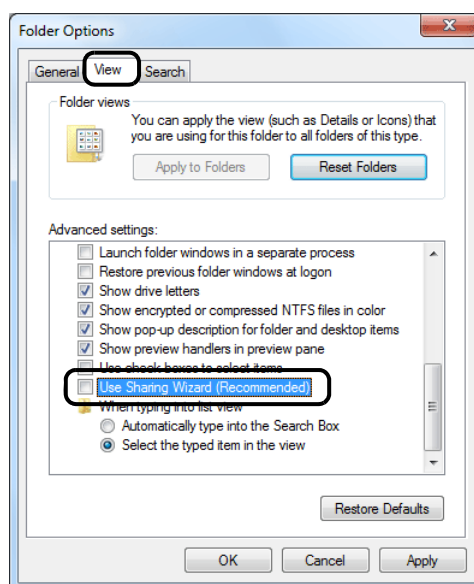 Folder Options
General View Search
Folder views
You can apply the view (such as Details or Icons) that
you are using for this folder to all folders of this type.
Apply to Folders Reset Folders
Advanced settings:
Launch folder windows in a separate process
Restore previous folder windows at logon
Show drive letters
Show encrypted or compressed NTFS files in color
Show pop-up description for folder and desktop items
Show preview handlers in preview pane
Use check boxes to select items
Use Sharing Wizard (Recommended)
When typing into list view
Automatically type into the Search Box
Select the typed item in the view
Restore Defaults
OK Cancel Apply